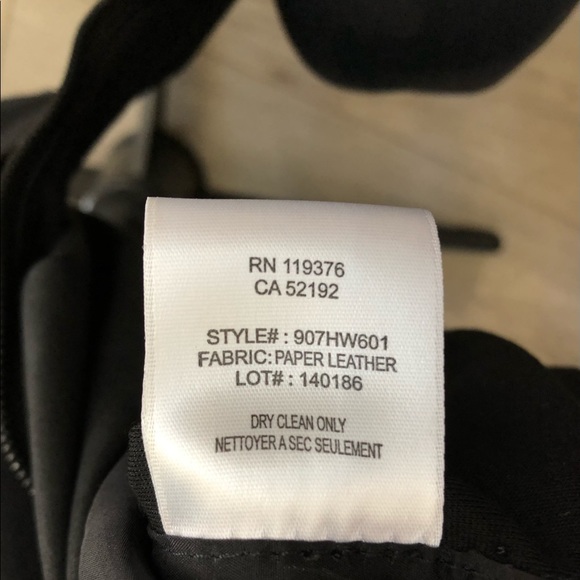 RN 119376
CA 52192
STYLE# : 907HW601
FABRIC: PAPER LEATHER
LOT# : 140186
DRY CLEAN ONLY
NETTOYER A SEC SEULEMENT